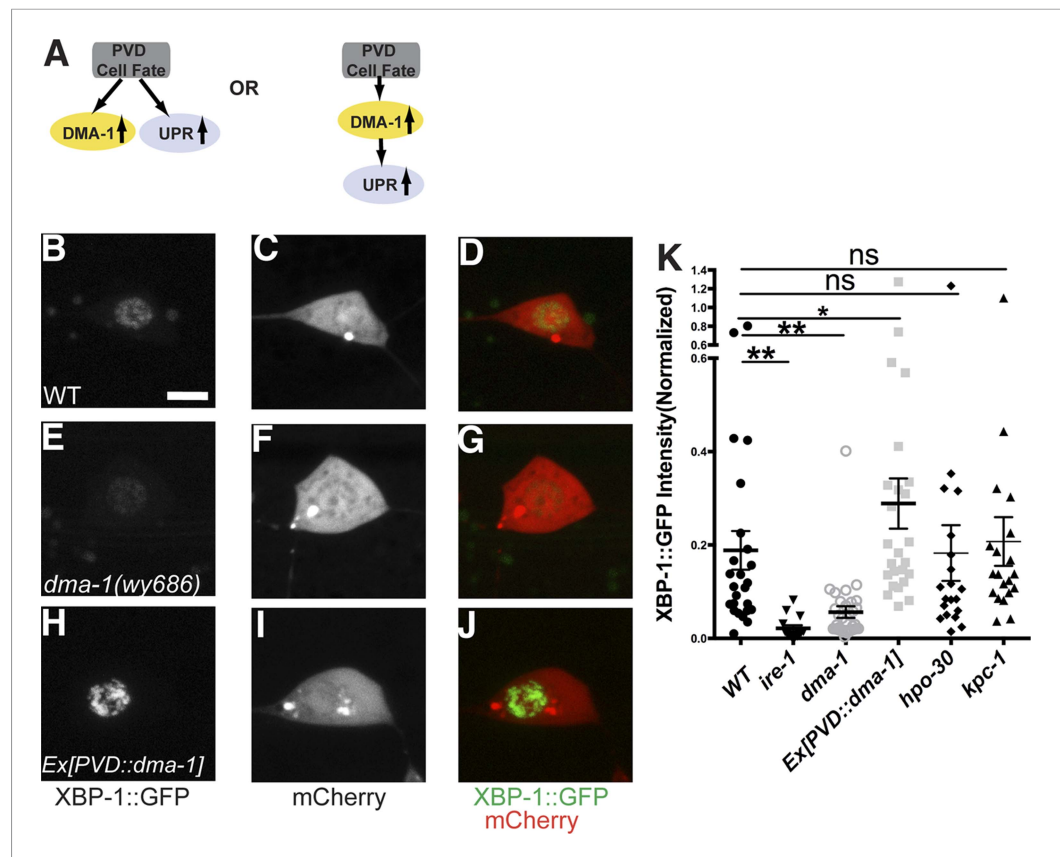 A
PVD
Cell Fate
DMA-1
UPR
OR
PVD
Cell Fate
DMA-1
UPR
B
WT
C
D
E
dma-1(wy686)
F
G
H
Ex[PVD::dma-1]
I
J
XBP-1::GFP
mCherry
XBP-1::GFP
mCherry
K
XBP-1::GFP Intensity(Normalized)
1.4
1.2
1.0
0.8
0.6
0.6
0.4
0.2
0.0
ns
ns
*
**
**
WT
ire-1
dma-1
Ex[PVD::dma-1]
hpo-30
kpc-1